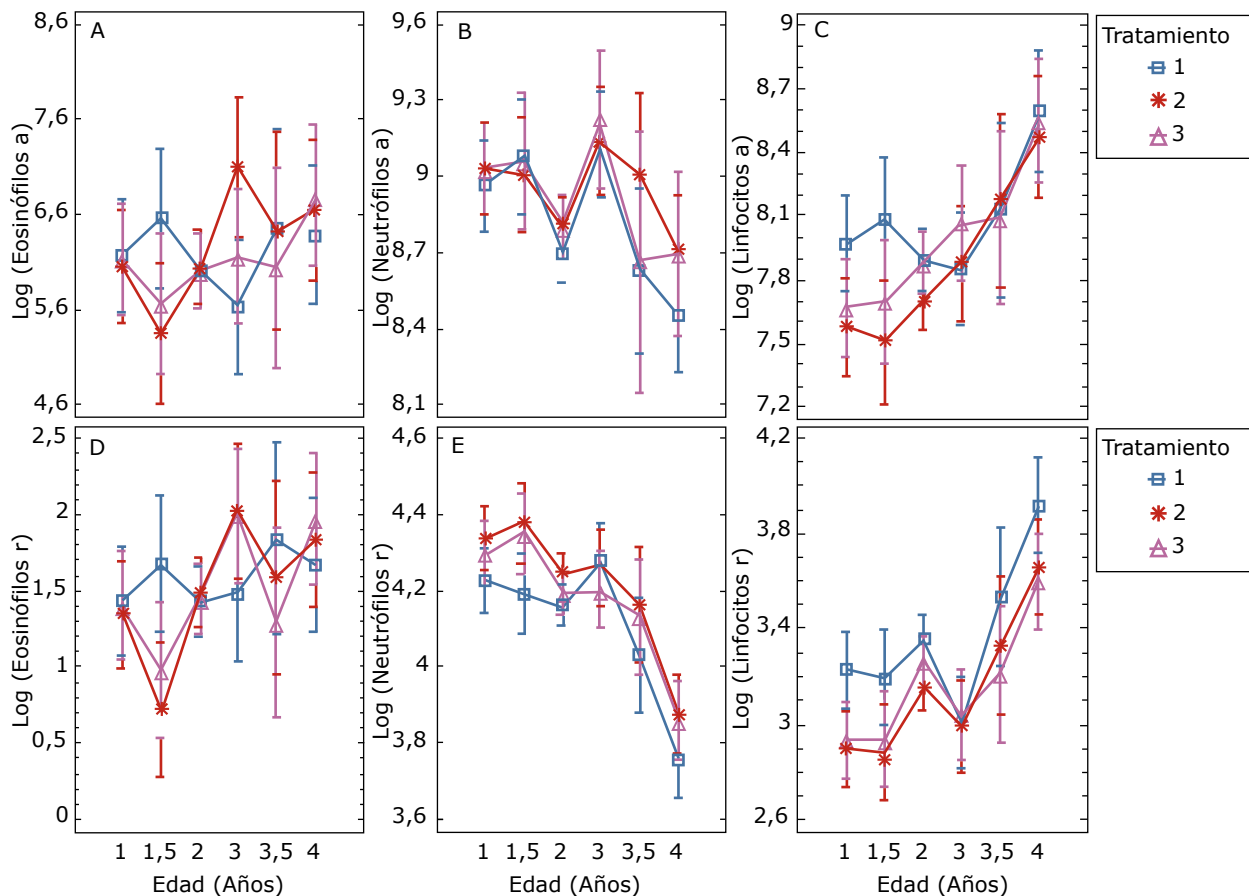 A
Log (Eosinófilos a)
8,6
7,6
6,6
5,6
4,6
B
Log (Neutrófilos a)
9,6
9,3
9
8,7
8,4
8,1
C
Log (Linfocitos a)
9
8,7
8,4
8,1
7,8
7,5
7,2
Tratamiento
1
2
3
D
Log (Eosinófilos r)
2,5
2
1,5
1
0,5
0
1 1,5 2 3 3,5 4
Edad (Años)
E
Log (Neutrófilos r)
4,6
4,4
4,2
4
3,8
3,6
1 1,5 2 3 3,5 4
Edad (Años)
Log (Linfocitos r)
4,2
3,8
3,4
3
2,6
1 1,5 2 3 3,5 4
Edad (Años)
Tratamiento
1
2
3